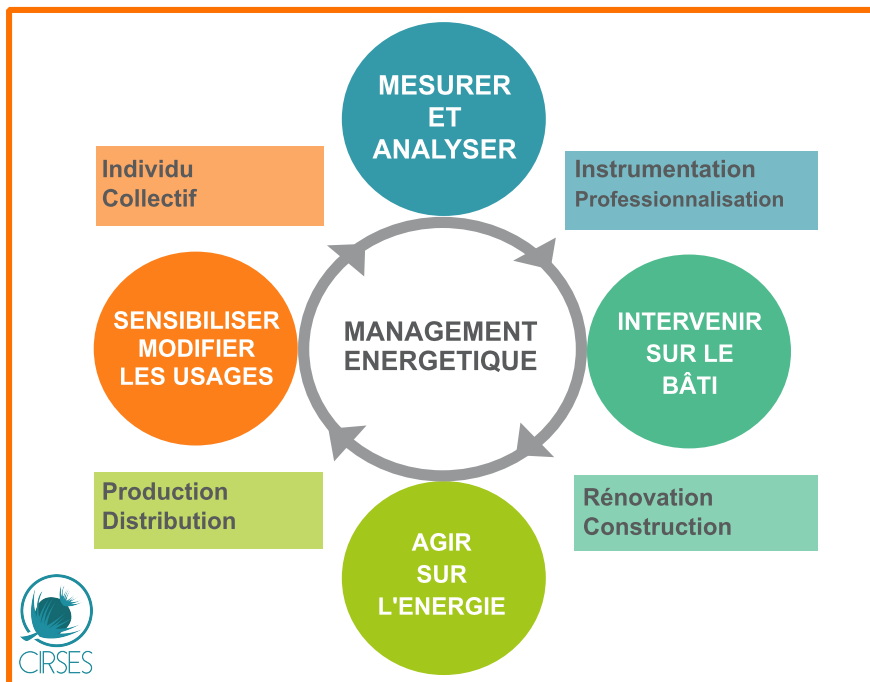 MESURER
ET
ANALYSER
Individu
Collectif
Instrumentation
Professionnalisation
SENSIBILISER
MODIFIER
LES USAGES
MANAGEMENT
ENERGETIQUE
INTERVENIR
SUR LE
BÂTI
Production
Distribution
Rénovation
Construction
AGIR
SUR
L'ENERGIE
CIRSES